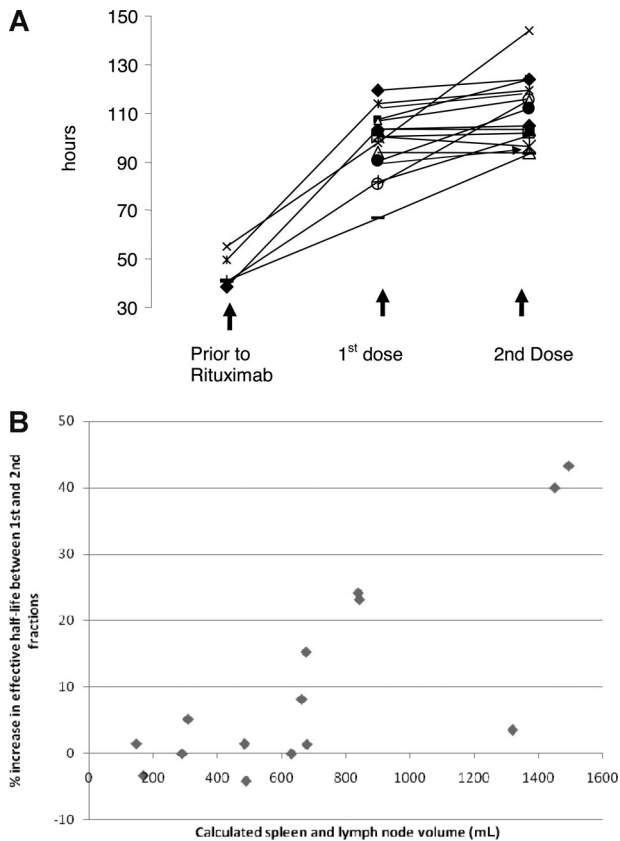 A
150
130
110
90
70
50
30
hours
Prior to
Rituximab
1st dose
2nd Dose
B
50
40
30
20
10
0
-10
% increase in effective half-life between 1st and 2nd
fractions
0
200
400
600
800
1000
1200
1400
1600
Calculated spleen and lymph node volume (mL)